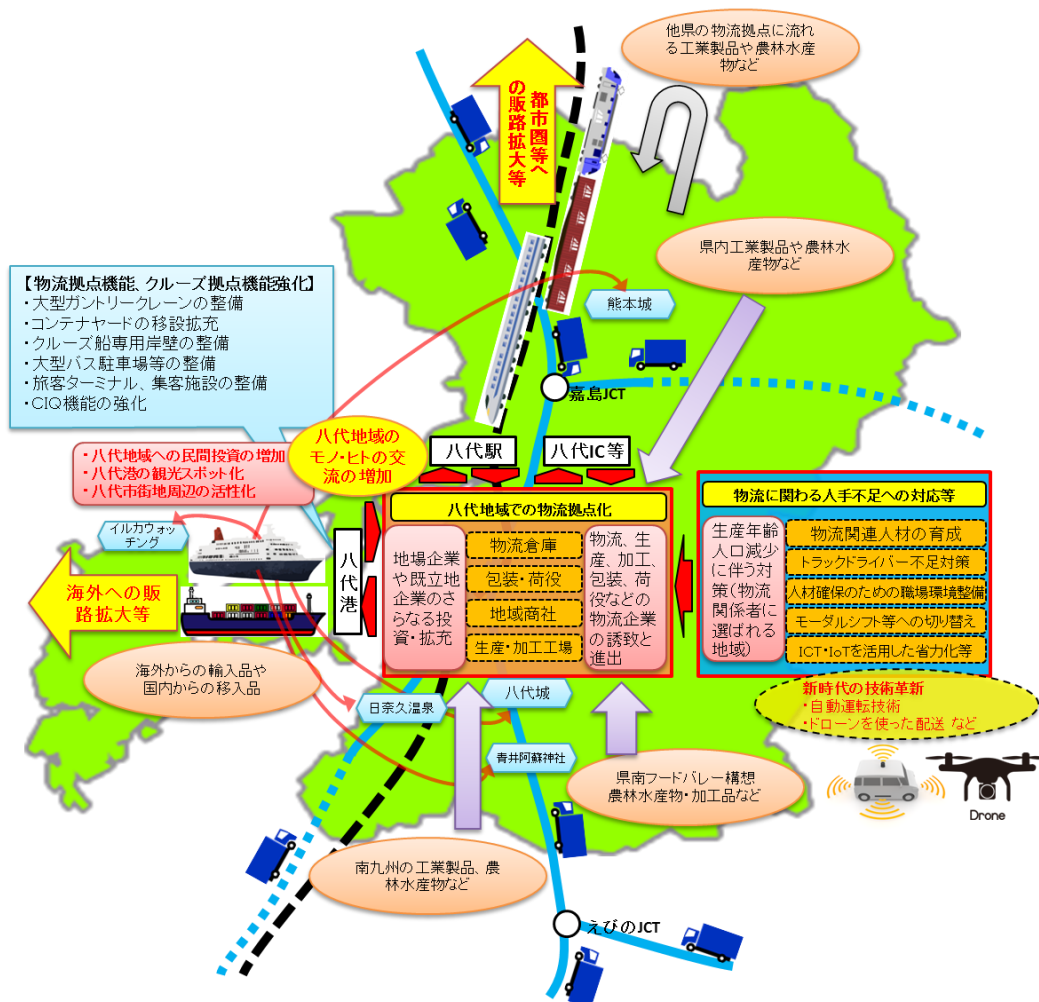 他県の物流拠点に流れ
る工業製品や農林水産
物など
都市圏等へ
の販路拡大等
県内工業製品や農林水
産物など
【物流拠点機能、クルーズ拠点機能強化】
・大型ガントリークレーンの整備
・コンテナヤードの移設拡充
・クルーズ船専用岸壁の整備
・大型バス駐車場等の整備
・旅客ターミナル、集客施設の整備
・CIQ機能の強化
熊本城
嘉島JCT
八代地域の
モノ・ヒトの交
流の増加
八代駅
八代IC等
・八代地域への民間投資の増加
・八代港の観光スポット化
・八代市街地周辺の活性化
イルカウォッ
チング
八代港
海外への販
路拡大等
八代地域での物流拠点化
地場企業
や既立地
企業のさ
らなる投
資・拡充
物流倉庫
包装・荷役
地域商社
生産・加工工場
物流、生
産、加工、
包装、荷
役などの
物流企業
の誘致と
進出
物流に関わる人手不足への対応等
生産年齢
人口減少
に伴う対
策(物流
関係者に
選ばれる
地域)
物流関連人材の育成
トラックドライバー不足対策
人材確保のための職場環境整備
モーダルシフト等への切り替え
ICT・IoTを活用した省力化等
海外からの輸入品や
国内からの移入品
日奈久温泉
八代城
青井阿蘇神社
新時代の技術革新
・自動運転技術
・ドローンを使った配送 など
県南フードバレー構想
農林水産物・加工品など
Drone
南九州の工業製品、農
林水産物など
えびのJCT